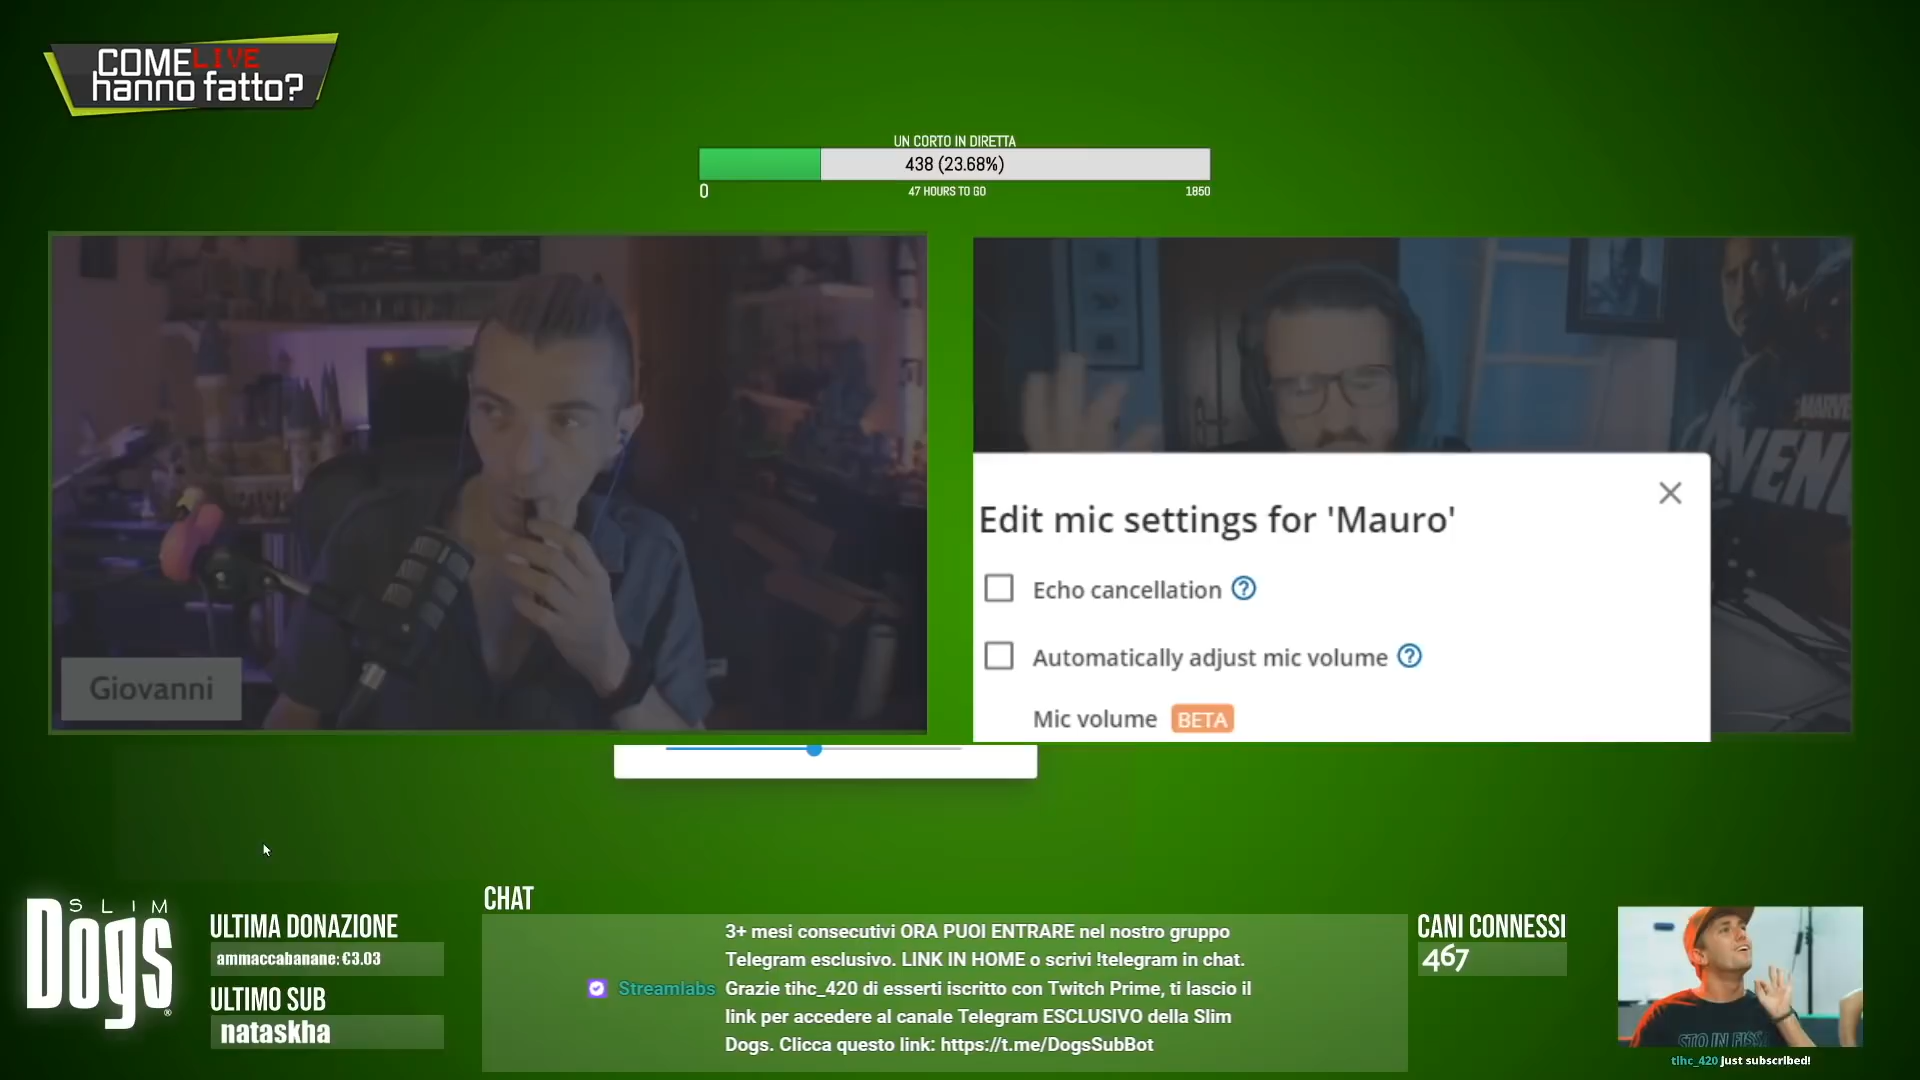 COME LIVE
hanno fatto?
UN CORTO IN DIRETTA
438 (23.68%)
0
47 HOURS TO GO
1850
MARVEL
AVENG
Edit mic settings for 'Mauro'
Echo cancellation
Automatically adjust mic volume
Mic volume BETA
Giovanni
SLIM
Dogs
ULTIMA DONAZIONE
ammaccabanane: €3.03
ULTIMO SUB
nataskha
CHAT
3+ mesi consecutivi ORA PUOI ENTRARE nel nostro gruppo
Telegram esclusivo. LINK IN HOME o scrivi !telegram in chat.
Streamlabs Grazie tihc_420 di esserti iscritto con Twitch Prime, ti lascio il
link per accedere al canale Telegram ESCLUSIVO della Slim
Dogs. Clicca questo link: https://t.me/DogsSubBot
CANI CONNESSI
467
STO IN FISS
tihc_420 just subscribed!